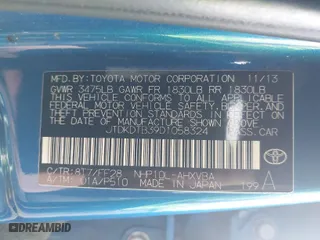 MFD. BY: TOYOTA MOTOR CORPORATION 11/13
GVWR 3475LB GAWR FR 1830LB RR 1830LB
THIS VEHICLE CONFORMS TO ALL APPLICABLE
FEDERAL MOTOR VEHICLE SAFETY, BUMPER, AND
THEFT PREVENTION STANDARDS IN EFFECT ON
THE DATE OF MANUFACTURE SHOWN ABOVE.
JTDKDTB39D1058324 PASS. CAR
C/TR: 8T7/FF28 NHP10L-AHXVBA
A/TM: 01A/P510 MADE IN JAPAN
199 A